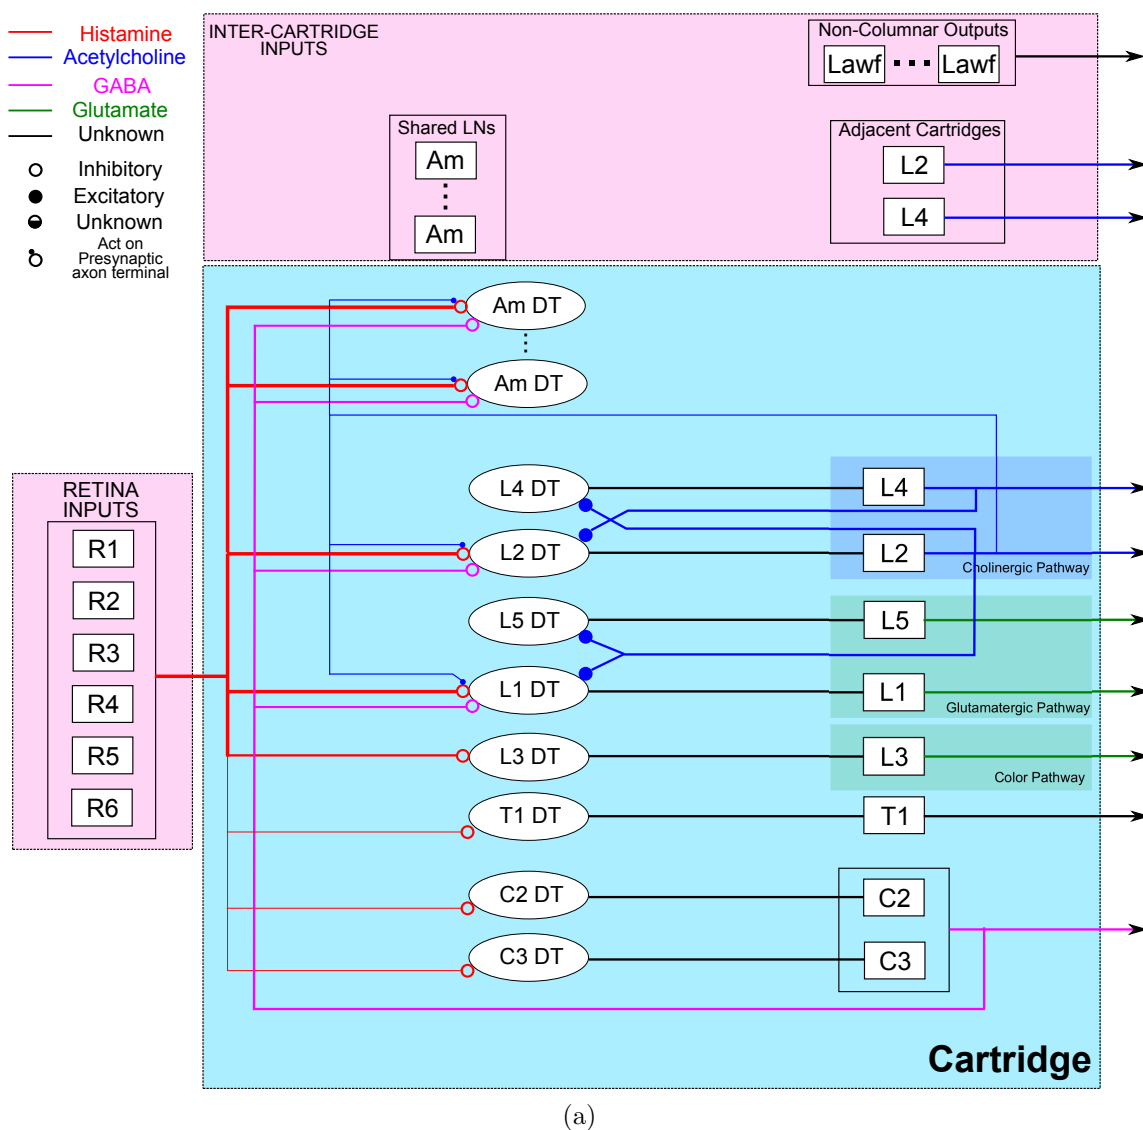 Histamine
Acetylcholine
GABA
Glutamate
Unknown
Inhibitory
Excitatory
Unknown
Act on
Presynaptic
axon terminal
INTER-CARTRIDGE
INPUTS
Non-Columnar Outputs
Lawf
Lawf
Shared LNs
Am
Am
Adjacent Cartridges
L2
L4
RETINA
INPUTS
R1
R2
R3
R4
R5
R6
Am DT
Am DT
L4 DT
L2 DT
L5 DT
L1 DT
L3 DT
T1 DT
C2 DT
C3 DT
L4
L2
Cholinergic Pathway
L5
L1
Glutamatergic Pathway
L3
Color Pathway
T1
C2
C3
Cartridge
(a)